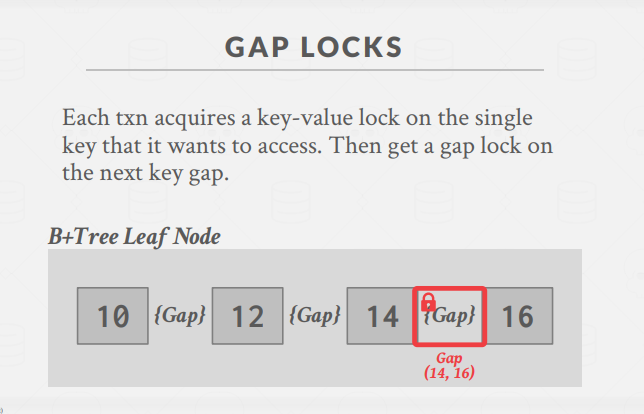 GAP LOCKS
Each txn acquires a key-value lock on the single
key that it wants to access. Then get a gap lock on
the next key gap.
B+Tree Leaf Node
10 {Gap} 12 {Gap} 14 {Gap} 16
Gap
(14, 16)